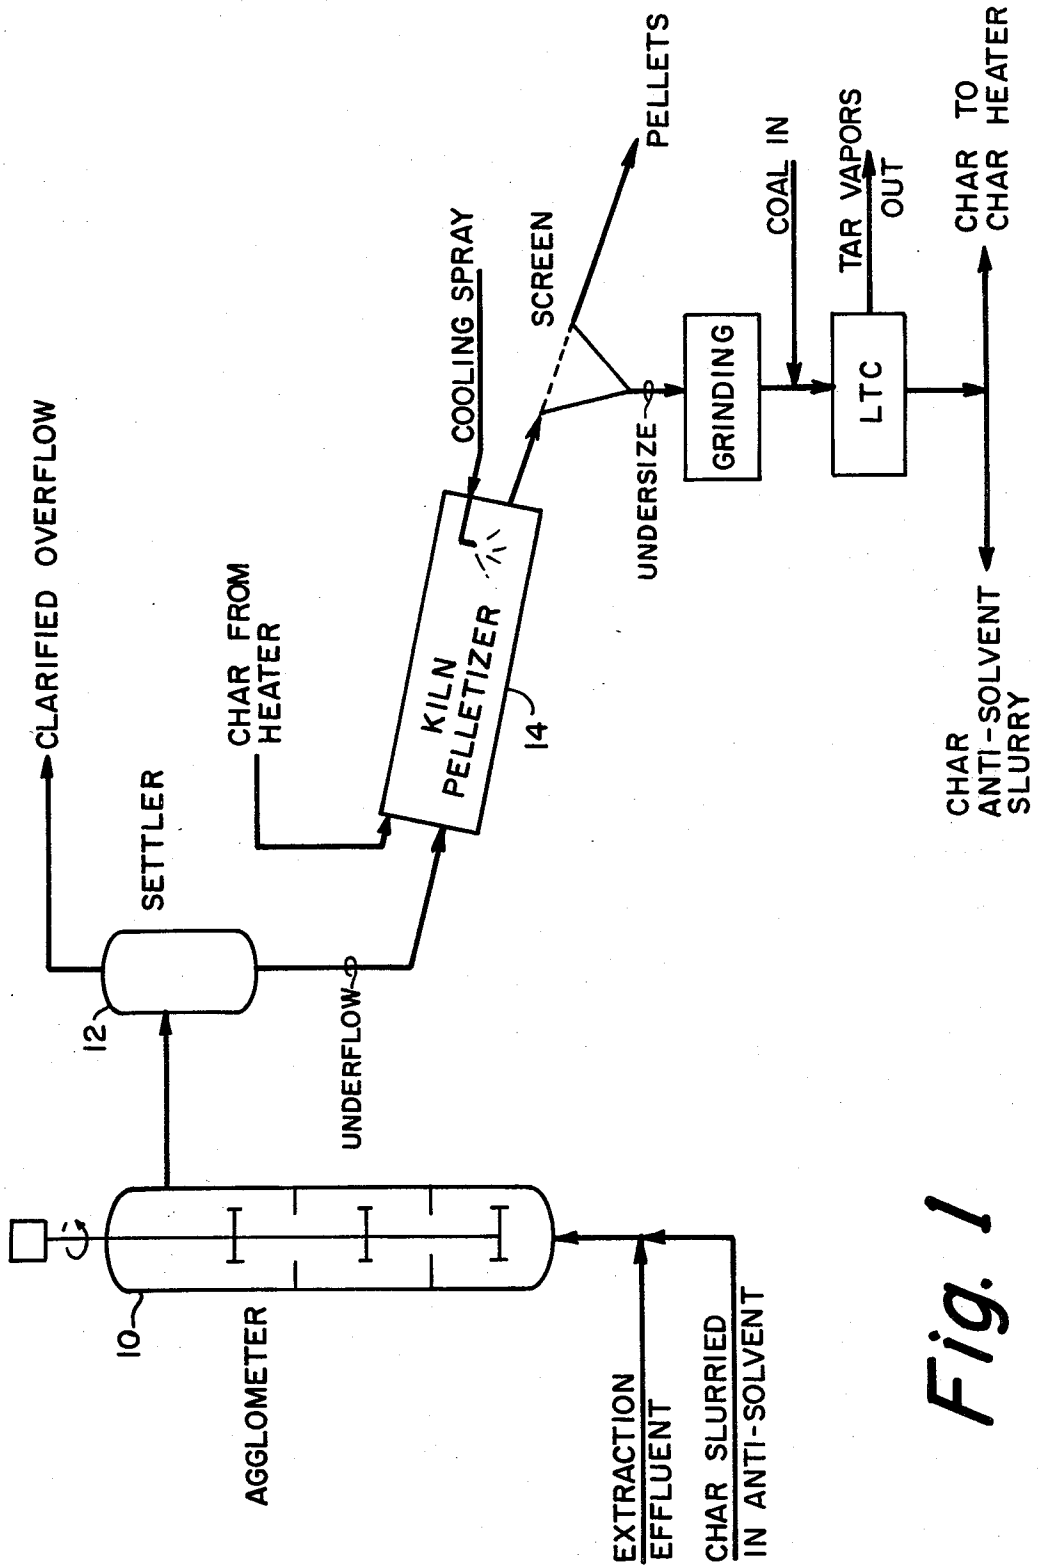 CLARIFIED OVERFLOW
SETTLER
12
CHAR FROM
HEATER
COOLING SPRAY
SCREEN
PELLETS
KILN
PELLETIZER
14
UNDERFLOW
10
AGGLOMETER
EXTRACTION
EFFLUENT
CHAR SLURRIED
IN ANTI-SOLVENT
UNDERSIZE
GRINDING
COAL IN
LTC
TAR VAPORS
OUT
CHAR TO
CHAR HEATER
CHAR
ANTI-SOLVENT
SLURRY
Fig. 1